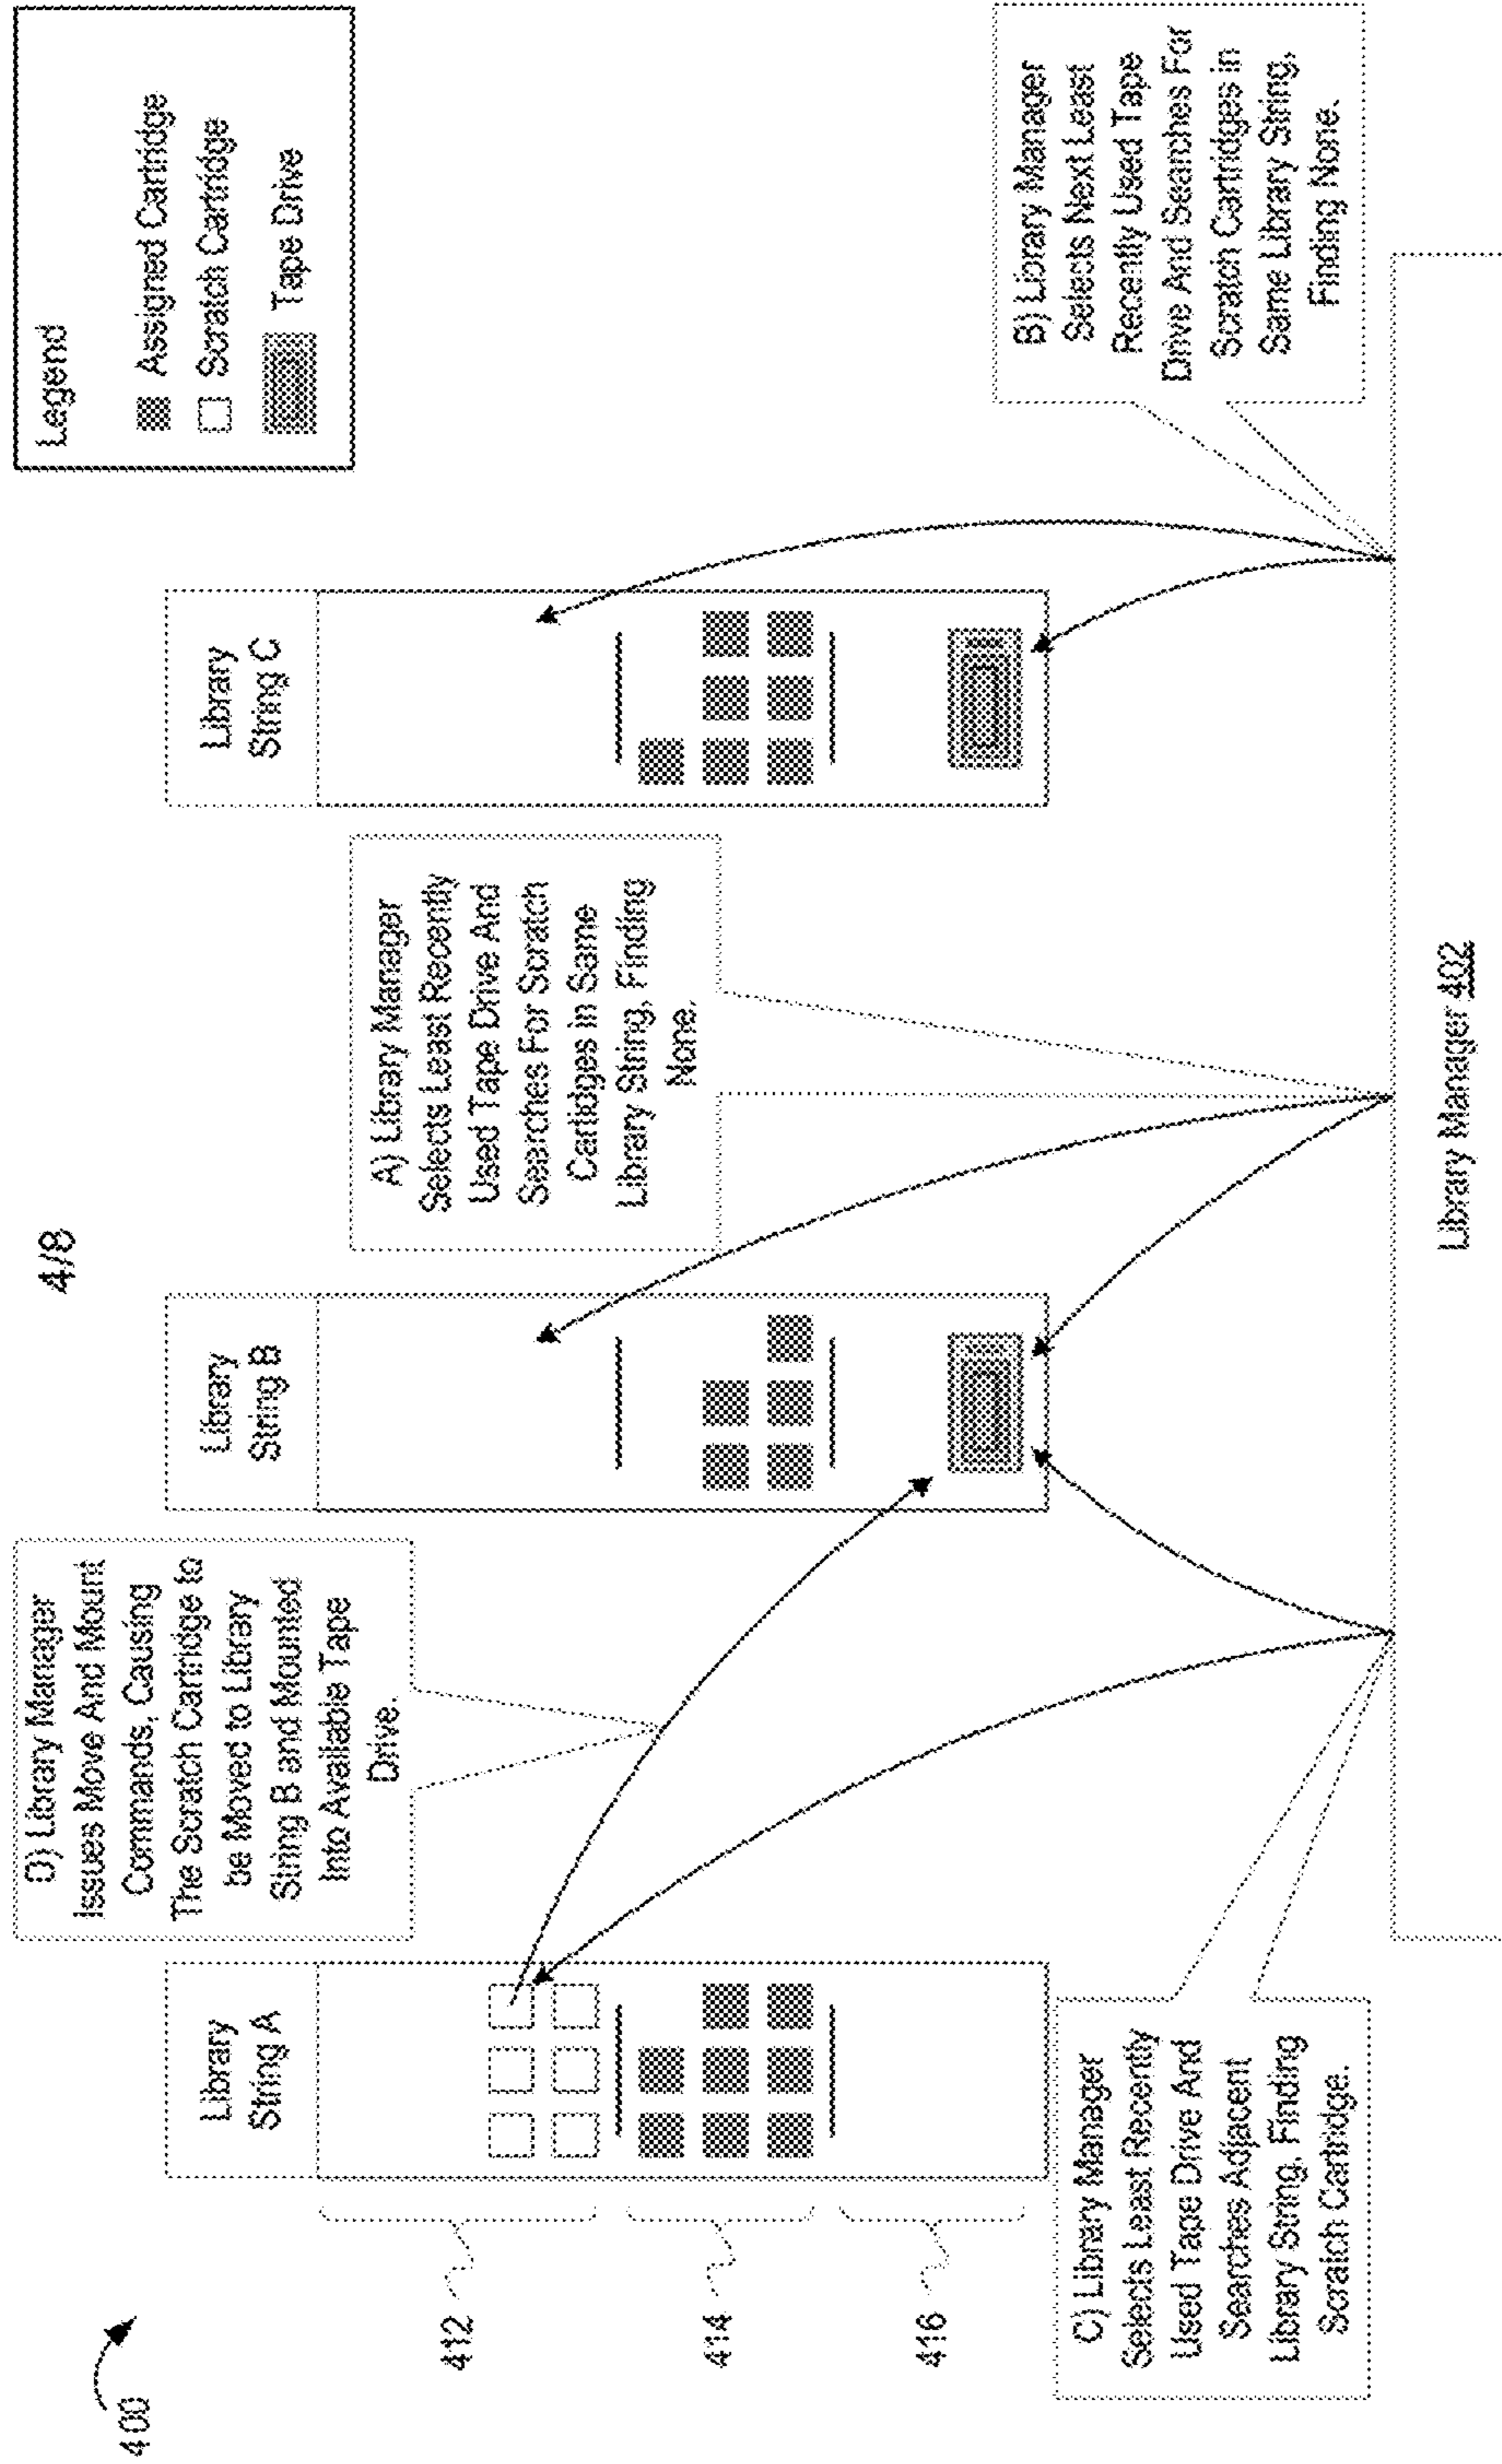 4/8
400
Legend
Assigned Cartridge
Scratch Cartridge
Tape Drive
D) Library Manager
Issues Move And Mount
Commands, Causing
The Scratch Cartridge to
be Moved to Library
String B and Mounted
Into Available Tape
Drive.
Library
String A
Library
String B
Library
String C
412
414
416
A) Library Manager
Selects Least Recently
Used Tape Drive And
Searches For Scratch
Cartidges in Same
Library String, Finding
None.
C) Library Manager
Selects Least Recently
Used Tape Drive And
Searches Adjacent
Library String, Finding
Scratch Cartridge.
B) Library Manager
Selects Next Least
Recently Used Tape
Drive And Searches For
Scratch Cartridges in
Same Library String,
Finding None.
Library Manager 402